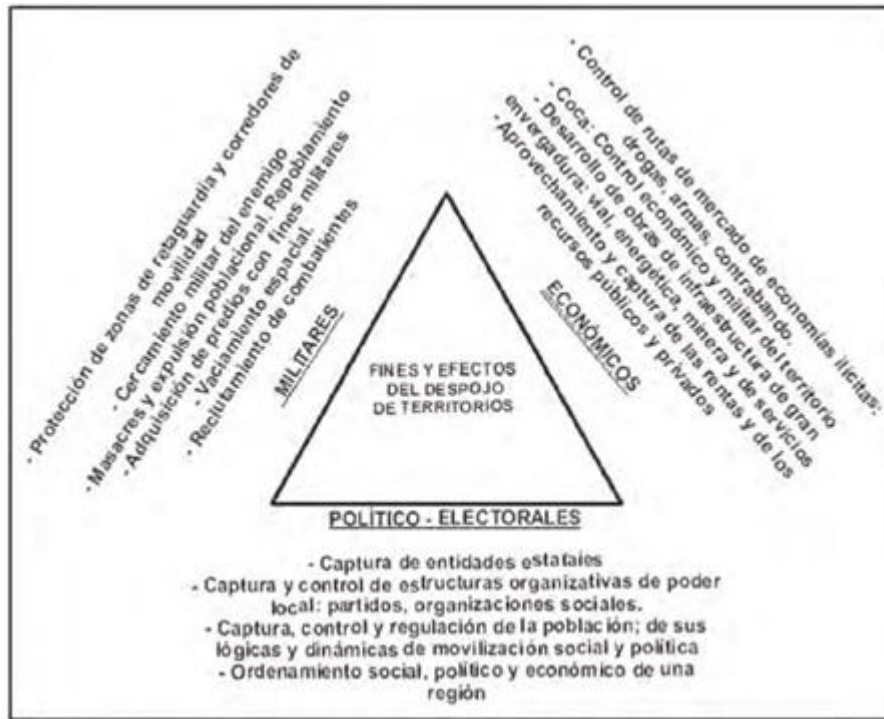 - Protección de zonas de retaguardia y corredores de
movilidad
- Cercamiento militar del enemigo
- Masacres y expulsión poblacional. Repoblamiento
- Adquisición de predios con fines militares
- Vaciamiento espacial.
- Reclutamiento de combatientes
MILITARES
- Control de rutas de mercado de economías ilícitas:
drogas, armas, contrabando.
- Coca: Control económico y militar del territorio
- Desarrollo de obras de infraestructura de gran
envergadura: vial, energética, minera y de servicios
- Aprovechamiento y captura de las rentas y de los
recursos públicos y privados
ECONÓMICOS
FINES Y EFECTOS
DEL DESPOJO
DE TERRITORIOS
POLÍTICO - ELECTORALES
- Captura de entidades estatales
- Captura y control de estructuras organizativas de poder
local: partidos, organizaciones sociales.
- Captura, control y regulación de la población; de sus
lógicas y dinámicas de movilización social y política
- Ordenamiento social, político y económico de una
región